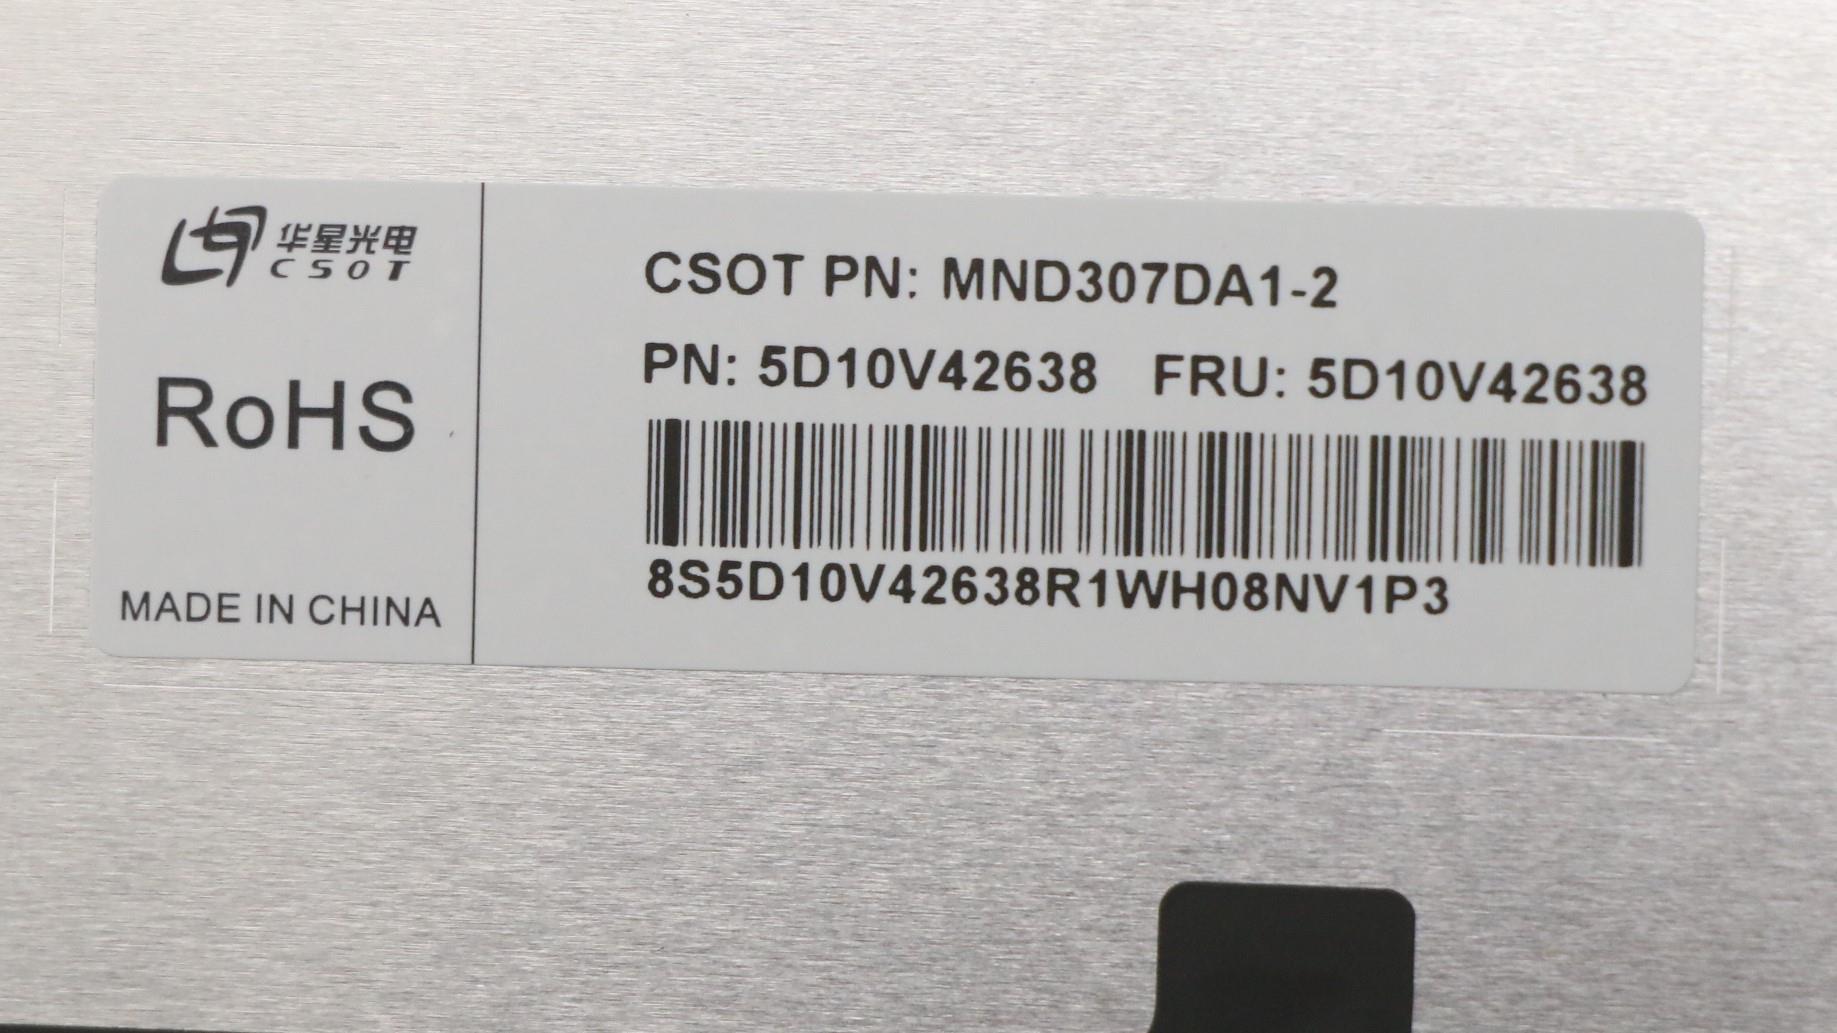 华星光电
CSOT
RoHS
MADE IN CHINA
CSOT PN: MND307DA1-2
PN: 5D10V42638 FRU: 5D10V42638
8S5D10V42638R1WH08NV1P3